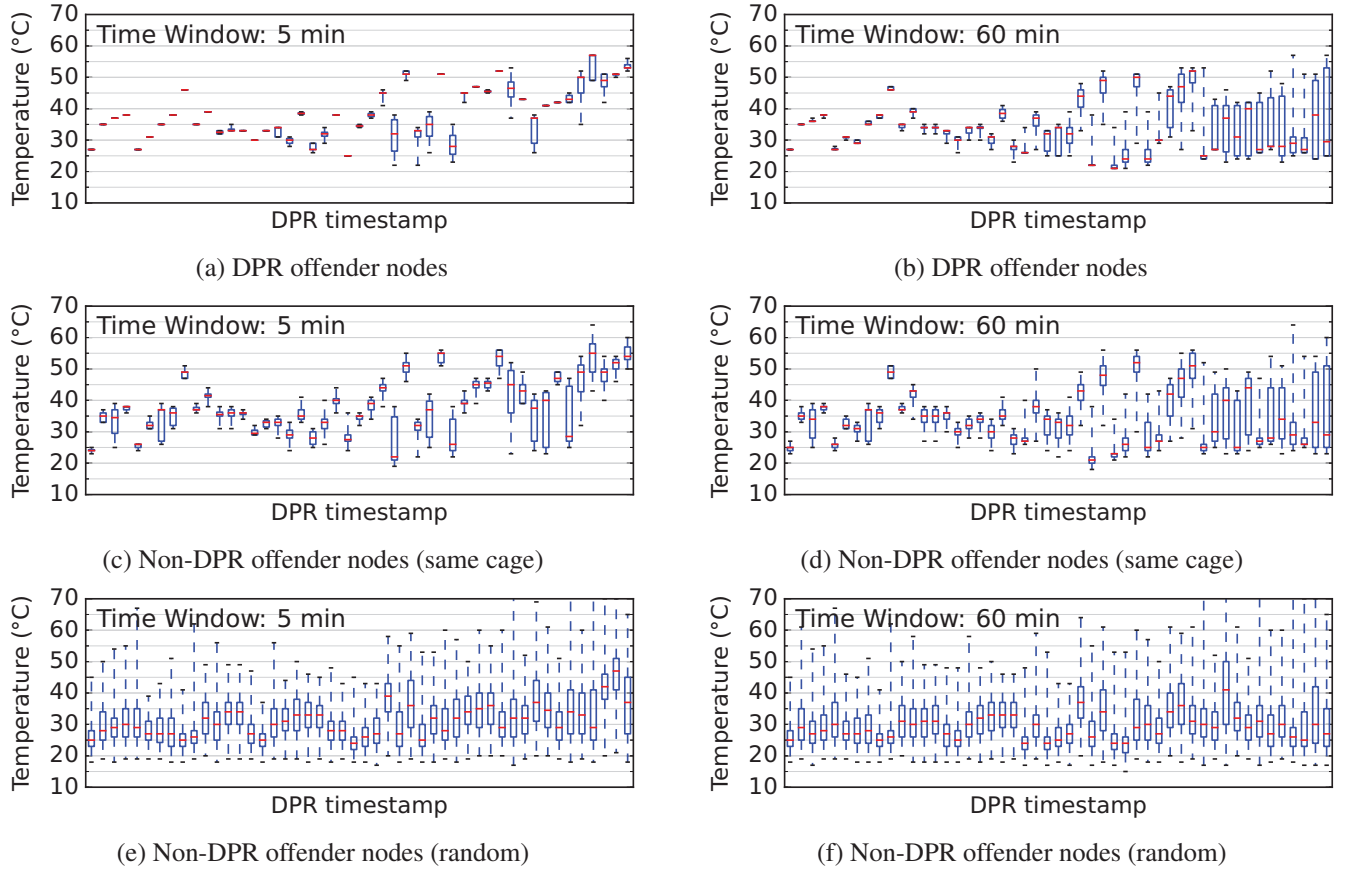 Temperature (°C)
70
60
50
40
30
20
10
Time Window: 5 min
DPR timestamp
(a) DPR offender nodes
Temperature (°C)
70
60
50
40
30
20
10
Time Window: 60 min
DPR timestamp
(b) DPR offender nodes
Temperature (°C)
70
60
50
40
30
20
10
Time Window: 5 min
DPR timestamp
(c) Non-DPR offender nodes (same cage)
Temperature (°C)
70
60
50
40
30
20
10
Time Window: 60 min
DPR timestamp
(d) Non-DPR offender nodes (same cage)
Temperature (°C)
70
60
50
40
30
20
10
Time Window: 5 min
DPR timestamp
(e) Non-DPR offender nodes (random)
Temperature (°C)
70
60
50
40
30
20
10
Time Window: 60 min
DPR timestamp
(f) Non-DPR offender nodes (random)